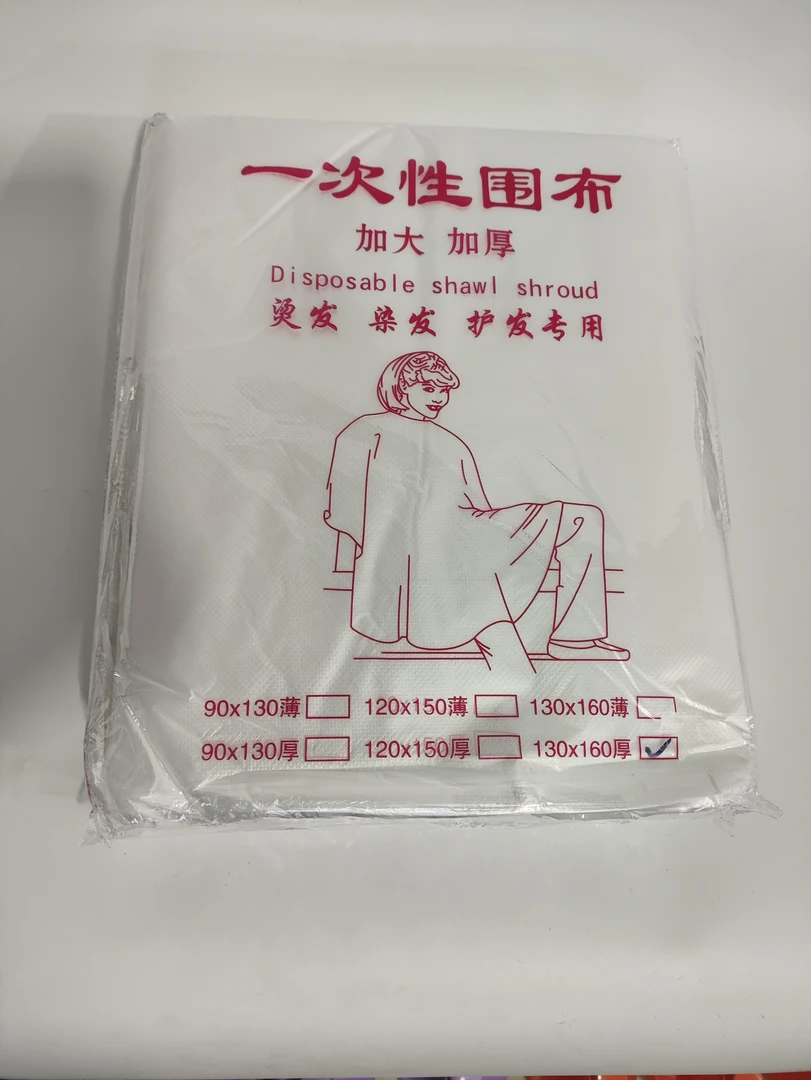 一次性围布
加大 加厚
Disposable shawl shroud
烫发 染发 护发专用
90x130薄 120x150薄 130x160薄
90x130厚 120x150厚 130x160厚